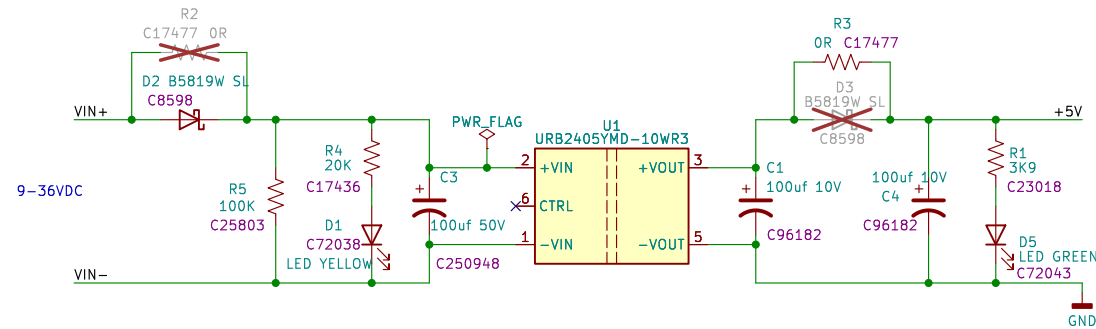 R2
C17477 0R
D2 B5819W SL
C8598
VIN+
R4
20K
C17436
R5
100K
C25803
9-36VDC
D1
C72038
LED YELLOW
VIN-
C3
100uf 50V
C250948
PWR_FLAG
U1
URB2405YMD-10WR3
2 +VIN
6 CTRL
1 -VIN
+VOUT 3
-VOUT 5
C1
100uf 10V
C96182
R3
0R C17477
D3
B5819W SL
C8598
+5V
100uf 10V
C4
C96182
R1
3K9
C23018
D5
LED GREEN
C72043
GND